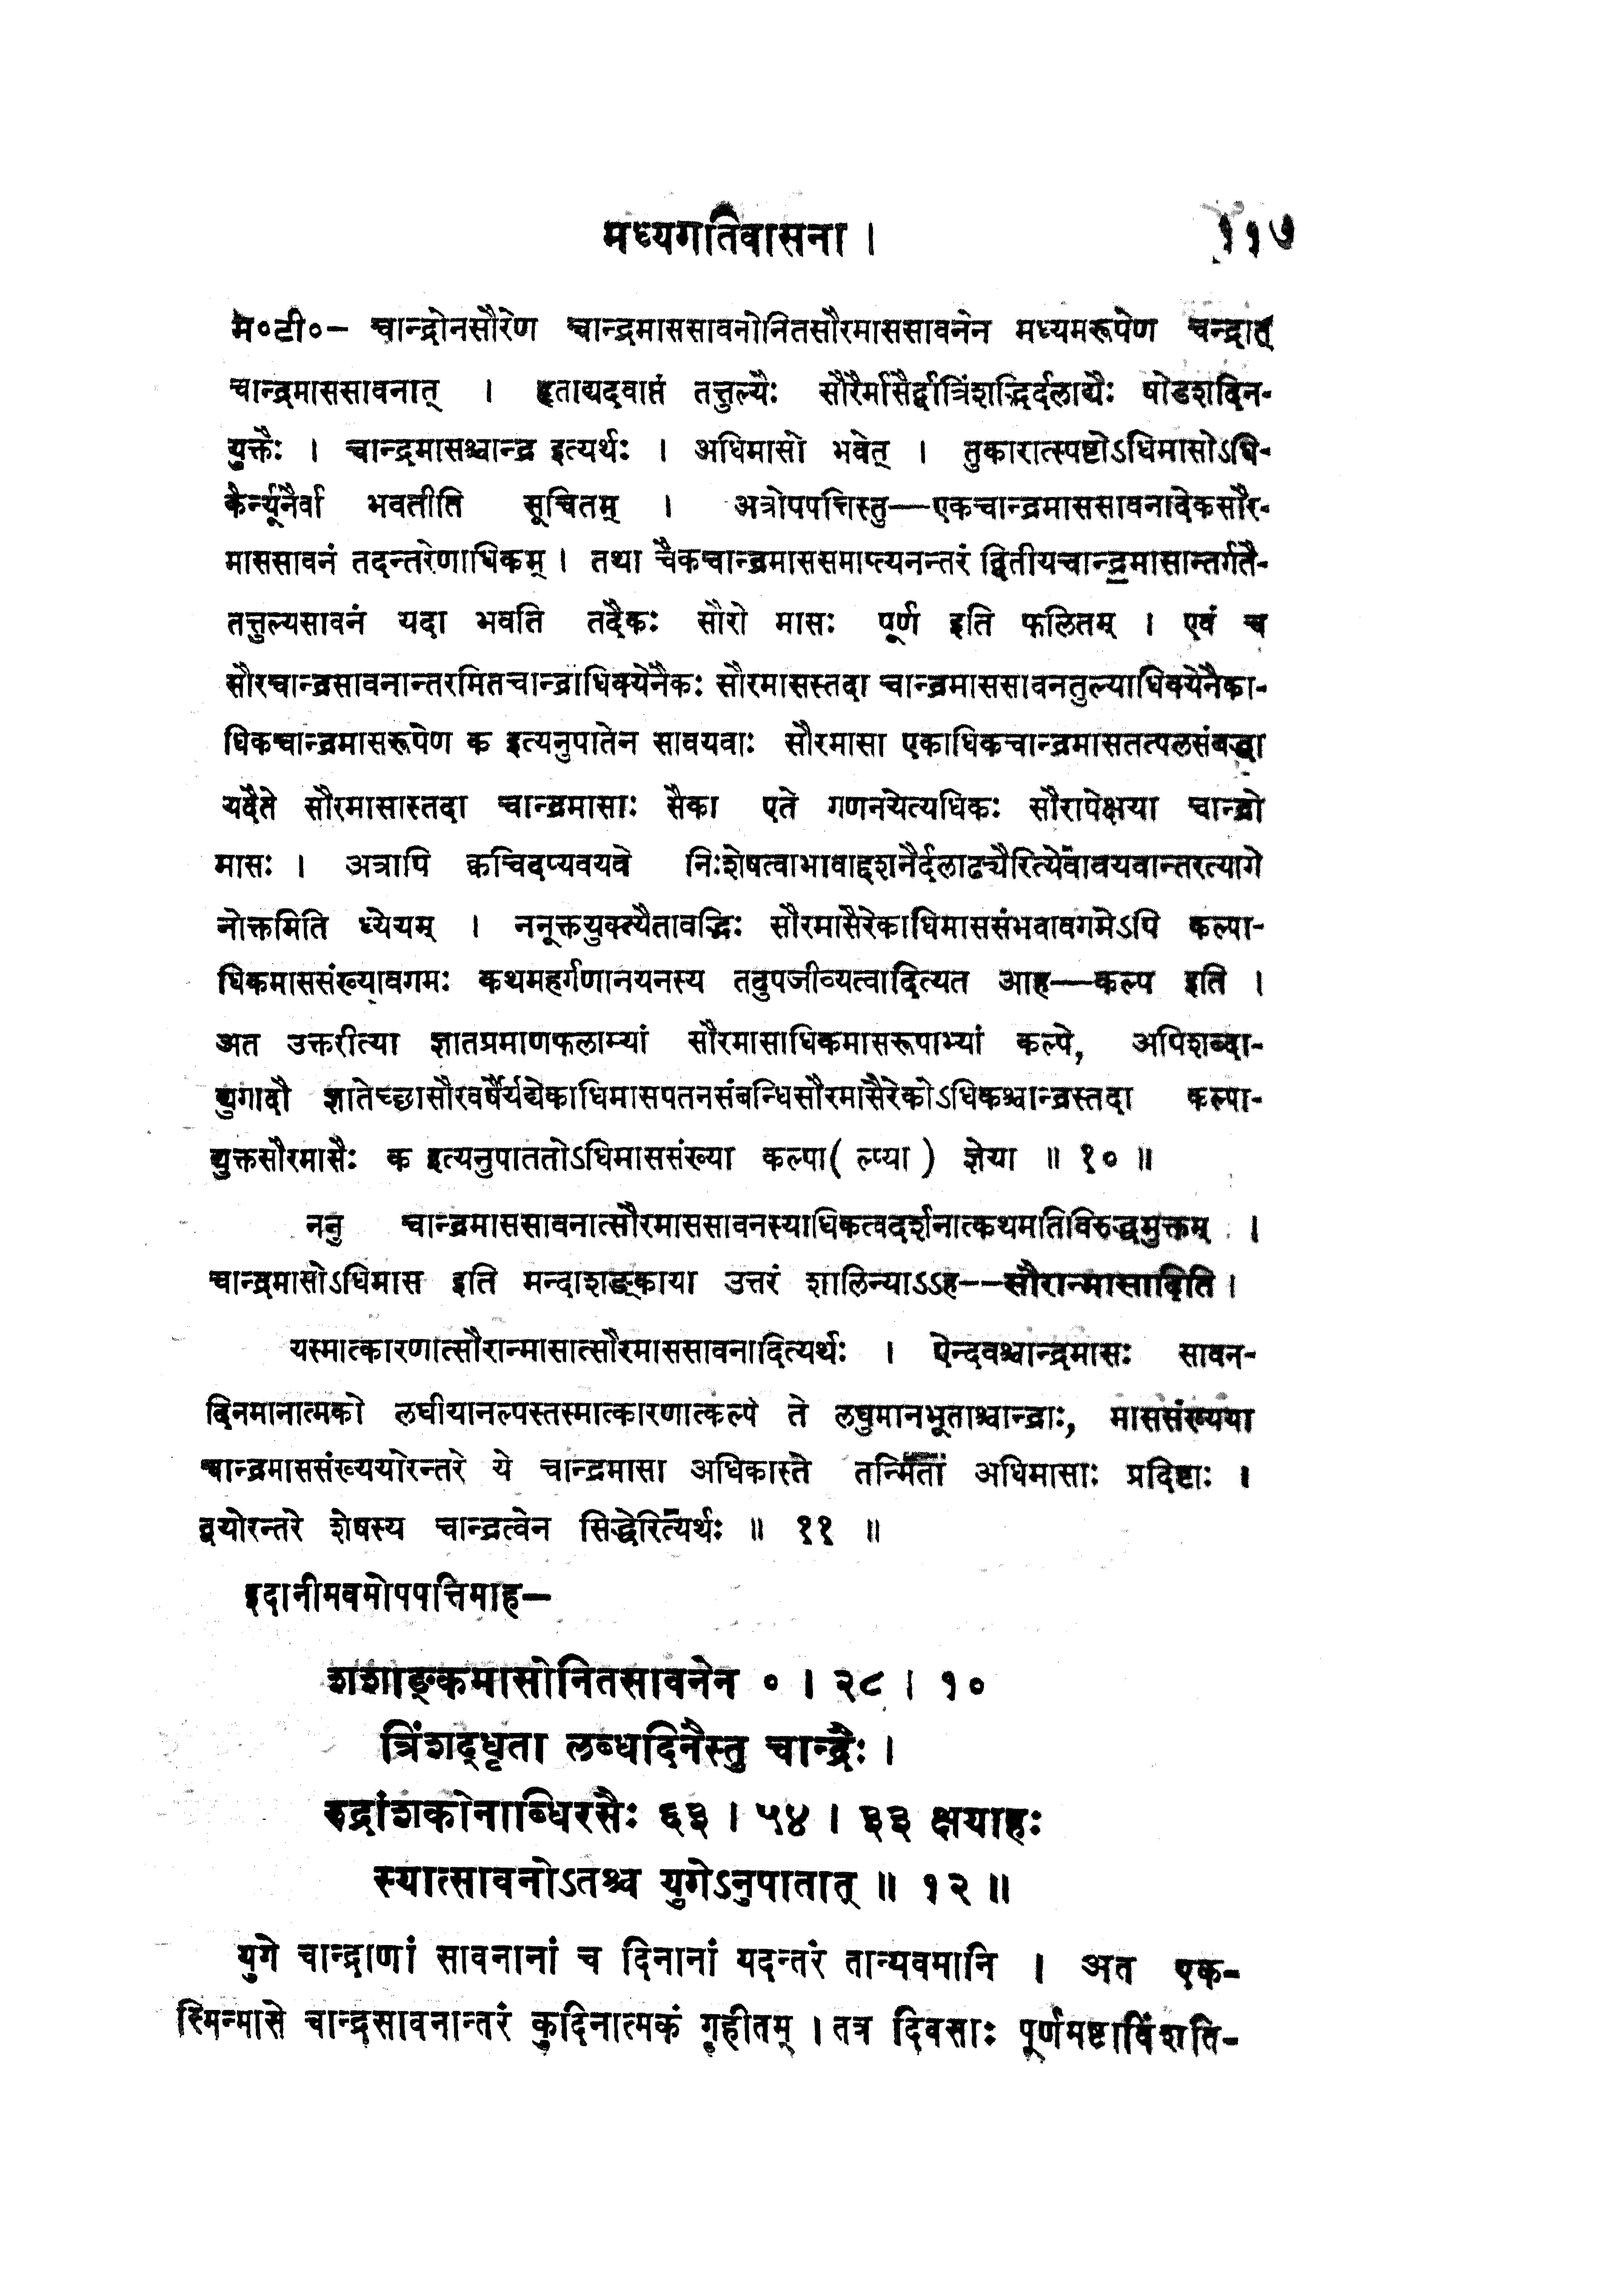 मध्यगतिवासना । ११७
म०टी०— चान्द्रोनसौरेण चान्द्रमाससावनोनितसौरमाससावनेन मध्यमरूपेण चन्द्रात्
चान्द्रमाससावनात् । हृताद्यदवाप्तं तत्तुल्यैः सौरैर्मासैर्द्वात्रिंशद्भिर्दलाद्यैः षोडशदिन-
युक्तैः । चान्द्रमासश्चान्द्र इत्यर्थः । अधिमासो भवेत् । तुकारात्स्पष्टोऽधिमासोऽधि-
कैर्न्यूनैर्वा भवतीति सूचितम् । अत्रोपपत्तिस्तु—एकचान्द्रमाससावनादेकसौर-
माससावनं तदन्तरेणाधिकम् । तथा चैकचान्द्रमाससमाप्त्यनन्तरं द्वितीयचान्द्रमासान्तर्गतै-
तत्तुल्यसावनं यदा भवति तदैकः सौरो मासः पूर्ण इति फलितम् । एवं च
सौरचान्द्रसावनान्तरमितचान्द्राधिक्येनैकः सौरमासस्तदा चान्द्रमाससावनतुल्याधिक्येनैका-
धिकचान्द्रमासरूपेण क इत्यनुपातेन सावयवाः सौरमासा एकाधिकचान्द्रमासतत्पलसंबद्धा
यदैते सौरमासास्तदा चान्द्रमासाः सैका एते गणनयेत्यधिकः सौरापेक्षया चान्द्रो
मासः । अत्रापि क्वचिदप्यवयवे निःशेषत्वाभावाद्दशनैर्दलाढ्यैरित्येवावयवान्तरत्यागे
नोक्तमिति ध्येयम् । ननूक्तयुक्त्यैतावद्भिः सौरमासैरेकाधिमाससंभवावगमेऽपि कल्पा-
धिकमाससंख्यावगमः कथमहर्गणानयनस्य तदुपजीव्यत्वादित्यत आह—कल्प इति ।
अत उक्तरीत्या ज्ञातप्रमाणफलाभ्यां सौरमासाधिकमासरूपाभ्यां कल्पे, अपिशब्दा-
द्युगादौ ज्ञातेच्छासौरवर्षैर्यद्येकाधिमासपतनसंबन्धिसौरमासैरेकोऽधिकश्चान्द्रस्तदा कल्पा-
द्युक्तसौरमासैः क इत्यनुपाततोऽधिमाससंख्या कल्पा( ल्प्या ) ज्ञेया ॥ १० ॥
ननु चान्द्रमाससावनात्सौरमाससावनस्याधिकत्वदर्शनात्कथमतिविरुद्धमुक्तम् ।
चान्द्रमासोऽधिमास इति मन्दाशङ्काया उत्तरं शालिन्याऽऽह—सौरान्मासादिति ।
यस्मात्कारणात्सौरान्मासात्सौरमाससावनादित्यर्थः । ऐन्दवश्चान्द्रमासः सावन-
दिनमानात्मको लघीयानल्पस्तस्मात्कारणात्कल्पे ते लघुमानभूताश्चान्द्राः, माससंख्यया
चान्द्रमाससंख्ययोरन्तरे ये चान्द्रमासा अधिकास्ते तन्मिता अधिमासाः प्रदिष्टाः ।
द्वयोरन्तरे शेषस्य चान्द्रत्वेन सिद्धेरित्यर्थः ॥ ११ ॥
इदानीमवमोपपत्तिमाह—
शशाङ्कमासोनितसावनेन ० । २८ । १०
त्रिंशद्धृता लब्धदिनैस्तु चान्द्रैः ।
रुद्रांशकोनाब्धिरसैः ६३ । ५४ । ३३ क्षयाहः
स्यात्सावनोऽतश्च युगेऽनुपातात् ॥ १२ ॥
युगे चान्द्राणां सावनानां च दिनानां यदन्तरं तान्यवमानि । अत एक-
स्मिन्मासे चान्द्रसावनान्तरं कुदिनात्मकं गृहीतम् । तत्र दिवसाः पूर्णमष्टाविंशति-